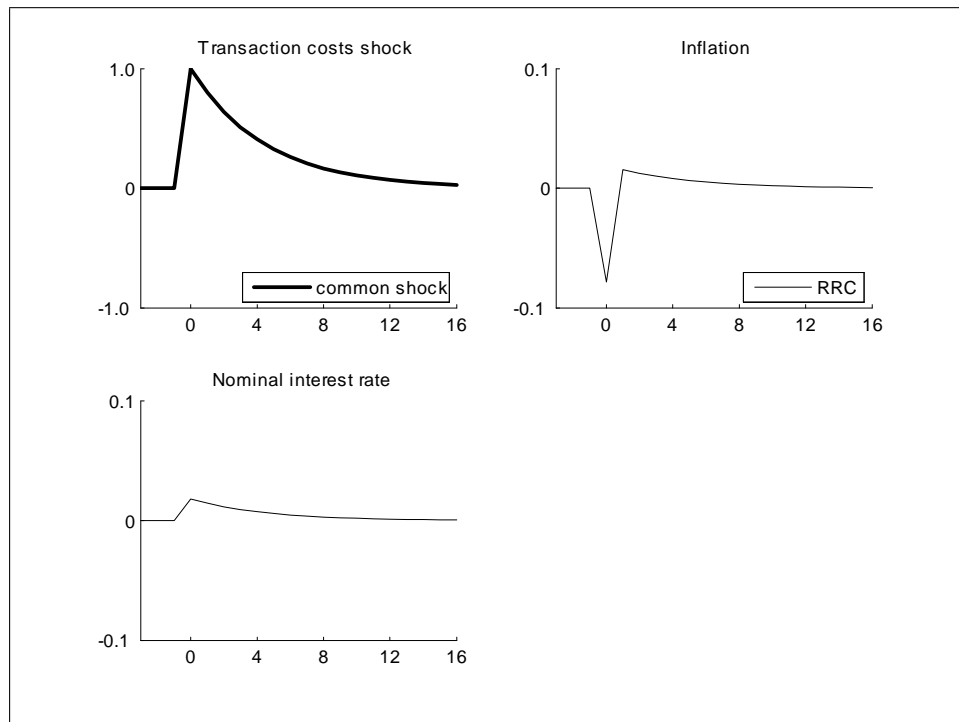 Transaction costs shock
1.0
0
-1.0
common shock
0 4 8 12 16
Inflation
0.1
0
-0.1
RRC
0 4 8 12 16
Nominal interest rate
0.1
0
-0.1
0 4 8 12 16